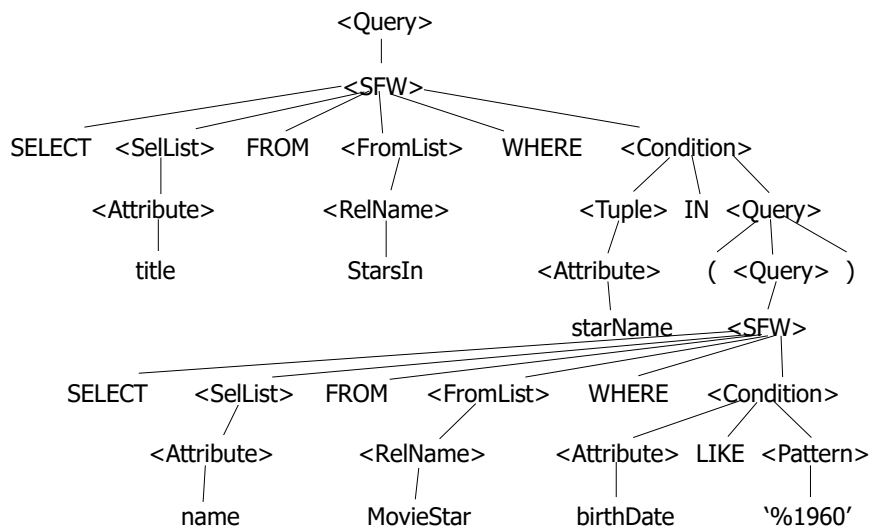 <Query>
<SFW>
SELECT <SelList> FROM <FromList> WHERE <Condition>
<Attribute> <RelName> <Tuple> IN <Query>
title StarsIn <Attribute> ( <Query> )
starName <SFW>
SELECT <SelList> FROM <FromList> WHERE <Condition>
<Attribute> <RelName> <Attribute> LIKE <Pattern>
name MovieStar birthDate ‘%1960’